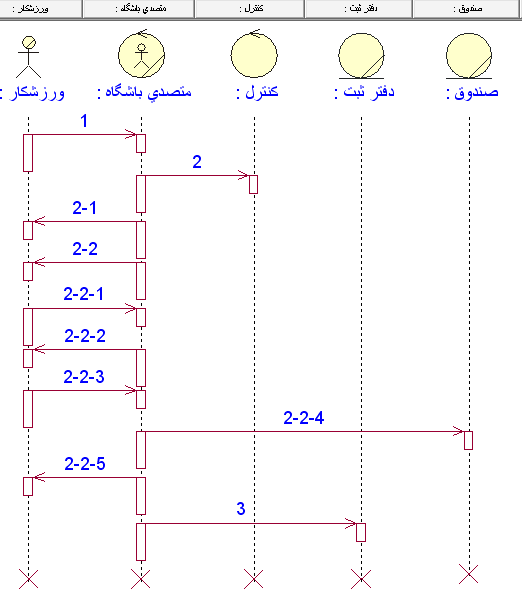 ورزشکار :
متصدي باشگاه :
کنترل :
دفتر ثبت :
صندوق :
ورزشکار :
متصدي باشگاه :
کنترل :
دفتر ثبت :
صندوق :
1
2
2-1
2-2
2-2-1
2-2-2
2-2-3
2-2-4
2-2-5
3